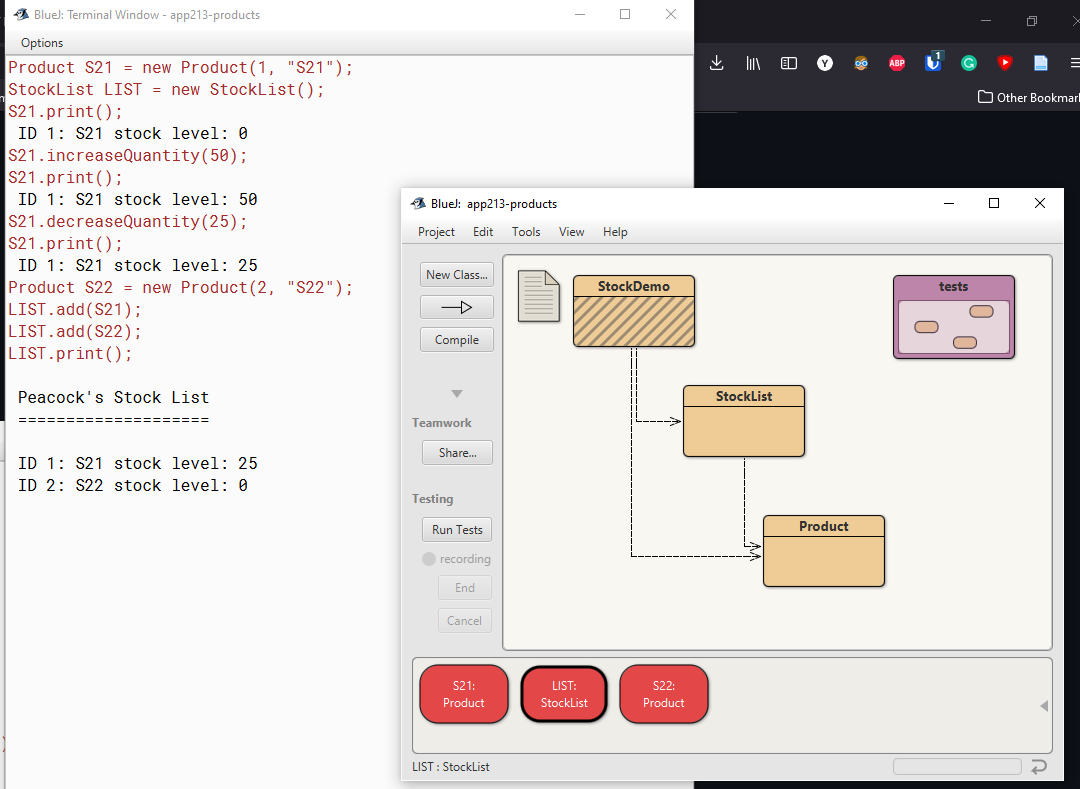 BlueJ: Terminal Window - app213-products
Options
Product S21 = new Product(1, "S21");
StockList LIST = new StockList();
S21.print();
ID 1: S21 stock level: 0
S21.increaseQuantity(50);
S21.print();
ID 1: S21 stock level: 50
S21.decreaseQuantity(25);
S21.print();
ID 1: S21 stock level: 25
Product S22 = new Product(2, "S22");
LIST.add(S21);
LIST.add(S22);
LIST.print();
Peacock's Stock List
====================
ID 1: S21 stock level: 25
ID 2: S22 stock level: 0
Y
ABP
1
G
Other Bookmar
BlueJ: app213-products
Project Edit Tools View Help
New Class...
Compile
Teamwork
Share...
Testing
Run Tests
recording
End
Cancel
StockDemo
tests
StockList
Product
S21:
Product
LIST:
StockList
S22:
Product
LIST : StockList